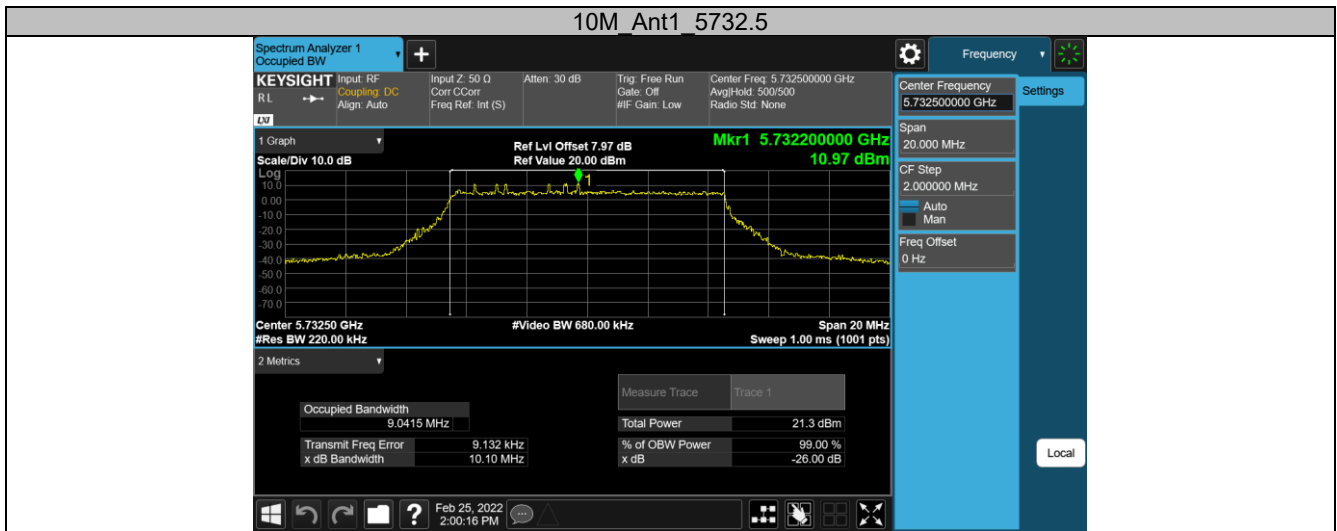 10M_Ant1_5732.5
Spectrum Analyzer 1
Occupied BW
Frequency
KEYSIGHT
RL
LXI
Input: RF
Coupling: DC
Align: Auto
Input Z: 50 Ω
Corr CCorr
Freq Ref: Int (S)
Atten: 30 dB
Trig: Free Run
Gate: Off
#IF Gain: Low
Center Freq: 5.732500000 GHz
Avg|Hold: 500/500
Radio Std: None
Center Frequency
5.732500000 GHz
Settings
Span
20.000 MHz
CF Step
2.000000 MHz
Auto
Man
Freq Offset
0 Hz
Local
1 Graph
Scale/Div 10.0 dB
Ref Lvl Offset 7.97 dB
Ref Value 20.00 dBm
Mkr1 5.732200000 GHz
10.97 dBm
Log
10.0
0.00
-10.0
-20.0
-30.0
-40.0
-50.0
-60.0
-70.0
1
Center 5.73250 GHz
#Res BW 220.00 kHz
#Video BW 680.00 kHz
Span 20 MHz
Sweep 1.00 ms (1001 pts)
2 Metrics
Measure Trace Trace 1
Occupied Bandwidth
9.0415 MHz
Total Power 21.3 dBm
Transmit Freq Error 9.132 kHz
% of OBW Power 99.00 %
x dB Bandwidth 10.10 MHz
x dB -26.00 dB
?
Feb 25, 2022
2:00:16 PM